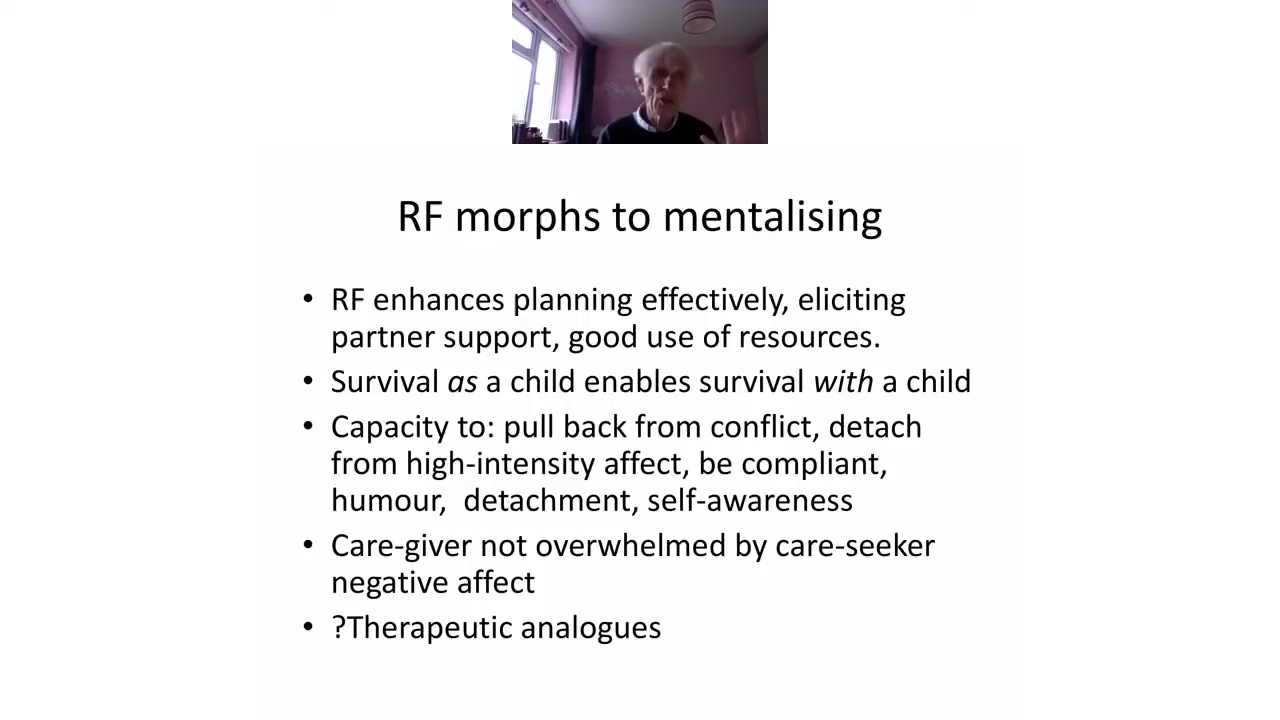 RF morphs to mentalising
• RF enhances planning effectively, eliciting
partner support, good use of resources.
• Survival as a child enables survival with a child
• Capacity to: pull back from conflict, detach
from high-intensity affect, be compliant,
humour,  detachment, self-awareness
• Care-giver not overwhelmed by care-seeker
negative affect
• ?Therapeutic analogues